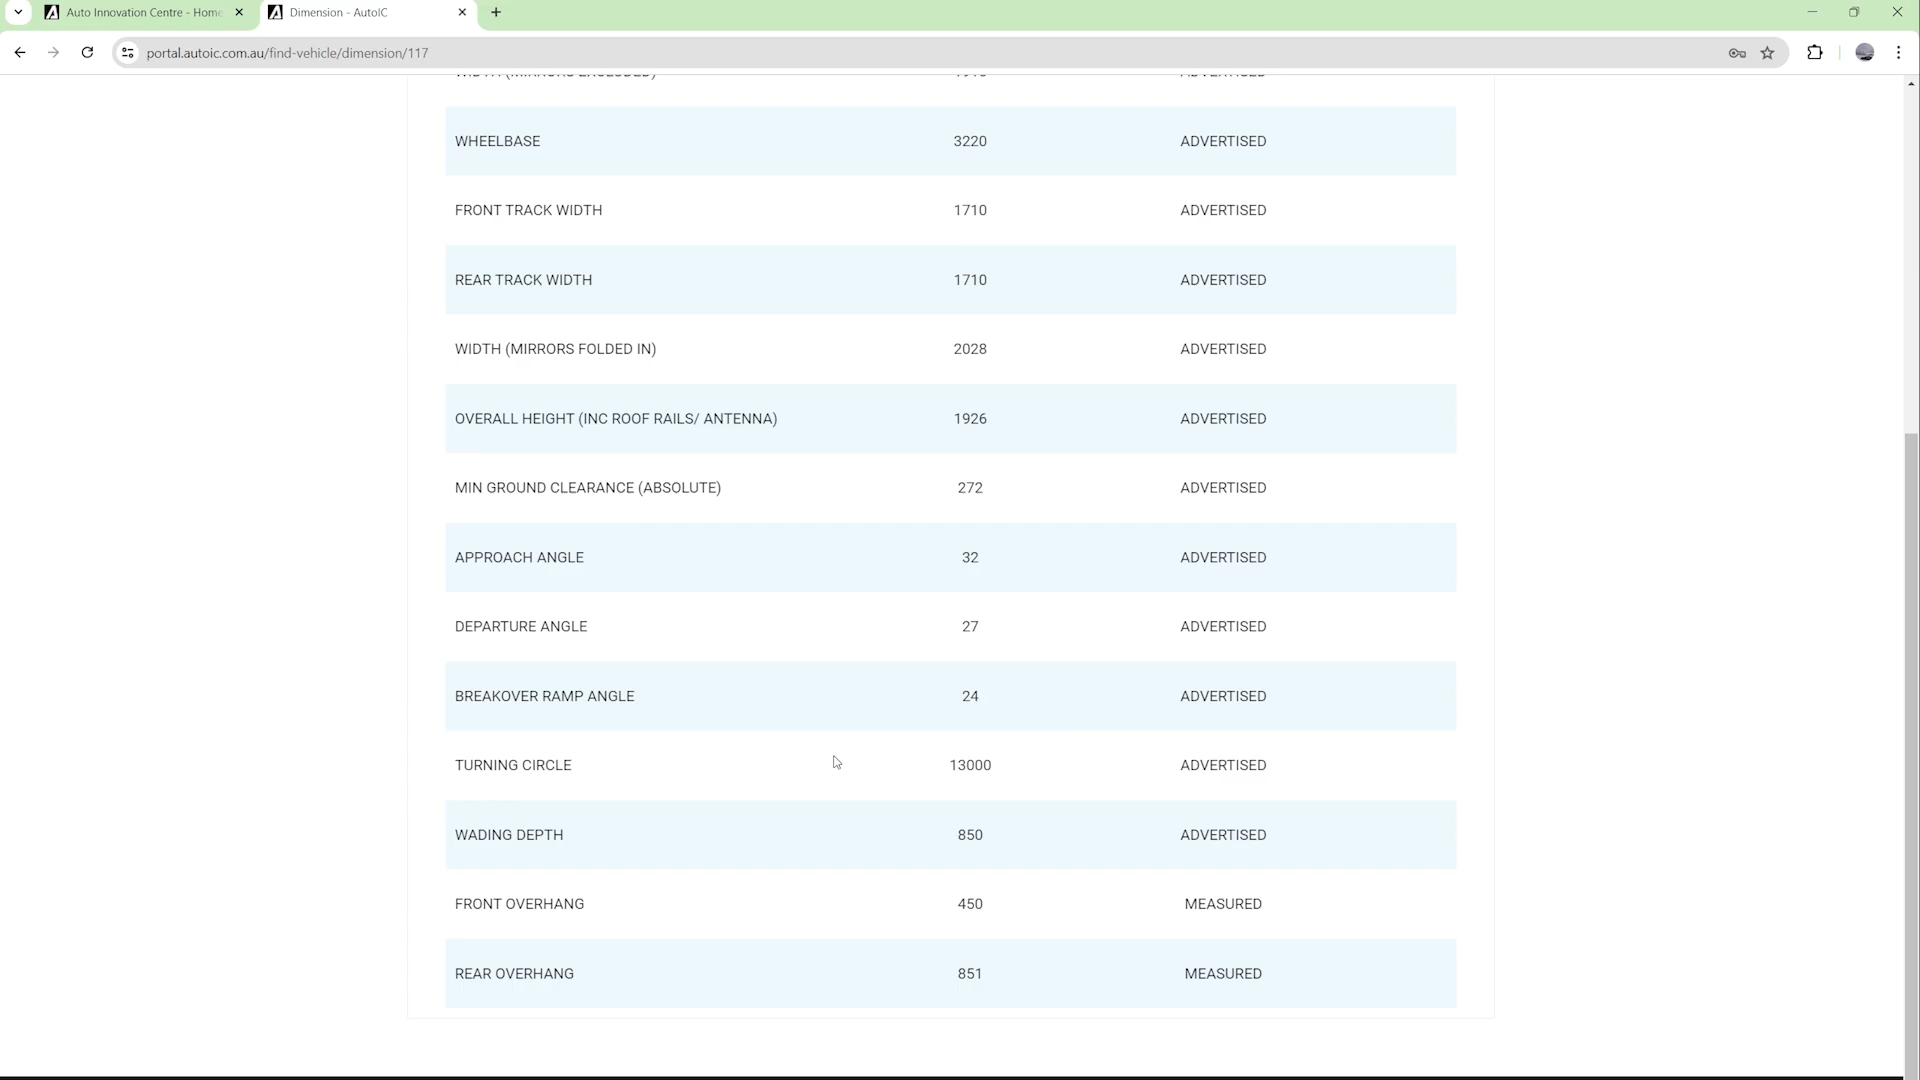 Auto Innovation Centre - Home
Dimension - AutoIC
portal.autoic.com.au/find-vehicle/dimension/117
WHEELBASE 3220 ADVERTISED
FRONT TRACK WIDTH 1710 ADVERTISED
REAR TRACK WIDTH 1710 ADVERTISED
WIDTH (MIRRORS FOLDED IN) 2028 ADVERTISED
OVERALL HEIGHT (INC ROOF RAILS/ ANTENNA) 1926 ADVERTISED
MIN GROUND CLEARANCE (ABSOLUTE) 272 ADVERTISED
APPROACH ANGLE 32 ADVERTISED
DEPARTURE ANGLE 27 ADVERTISED
BREAKOVER RAMP ANGLE 24 ADVERTISED
TURNING CIRCLE 13000 ADVERTISED
WADING DEPTH 850 ADVERTISED
FRONT OVERHANG 450 MEASURED
REAR OVERHANG 851 MEASURED